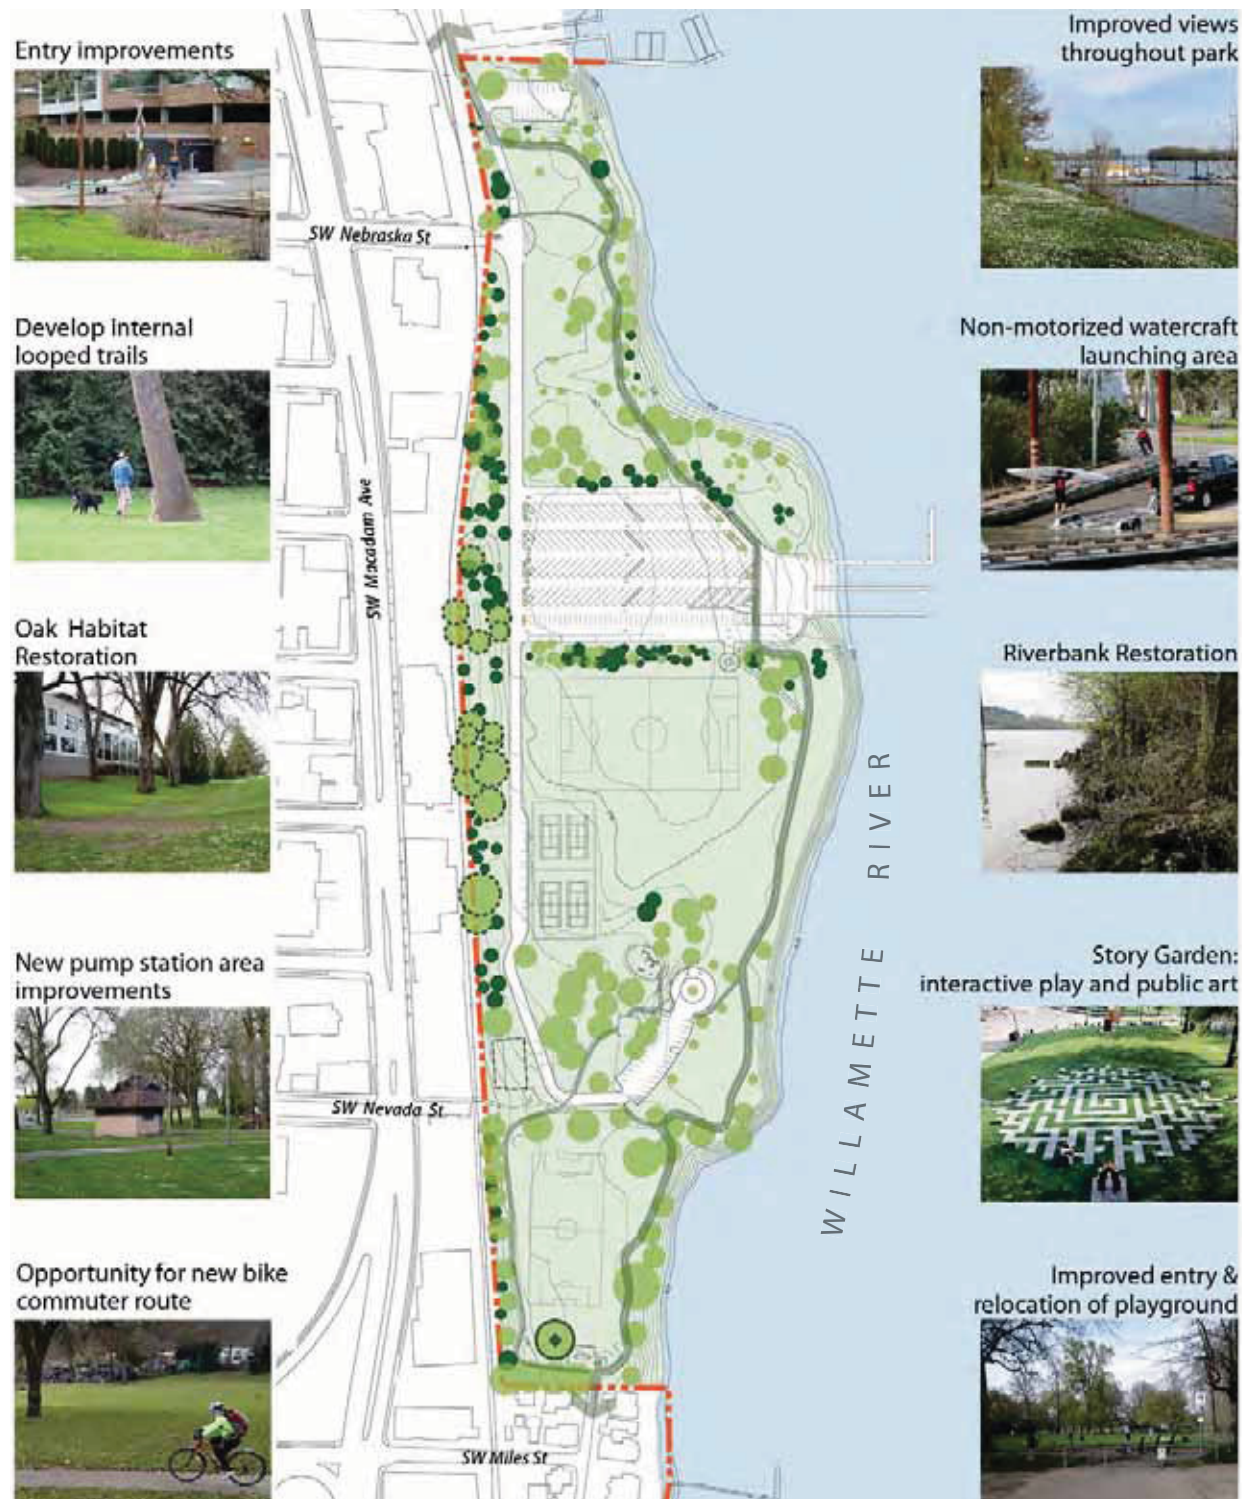 Entry improvements
Develop internal
looped trails
Oak Habitat
Restoration
New pump station area
improvements
Opportunity for new bike
commuter route
SW Nebraska St
SW Macadam Ave
SW Nevada St
SW Miles St
WILLAMETTE RIVER
Improved views
throughout park
Non-motorized watercraft
launching area
Riverbank Restoration
Story Garden:
interactive play and public art
Improved entry &
relocation of playground